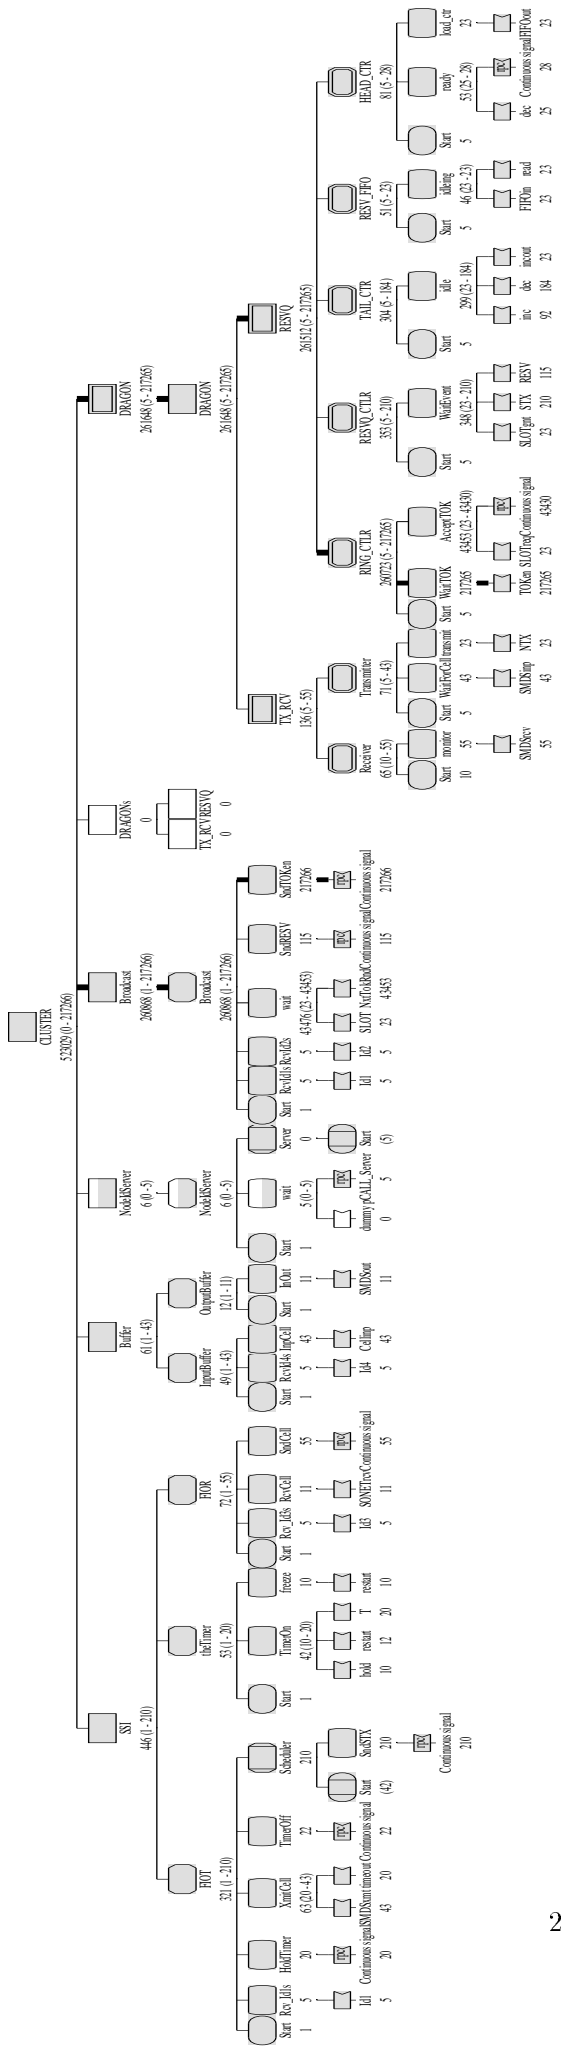 CLUSTER
523029 (0 - 217266)
SSI Buffer NodeIdServer Broadcast DRAGONs DRAGON
446 (1 - 210) 61 (1 - 43) 6 (0 - 5) 260868 (1 - 217266) 0 261648 (5 - 217265)
FIOT theTimer FIOR InputBuffer OutputBuffer NodeIdServer Broadcast TX_RCV RESVQ DRAGON
321 (1 - 210) 53 (1 - 20) 72 (1 - 55) 49 (1 - 43) 12 (1 - 11) 6 (0 - 5) 260868 (1 - 217266) 0 0 261648 (5 - 217265)
Start Rcv_Id1s HoldTimer XmitCell TimerOff Scheduler Start TimerOn freeze Start Rcv_Id3s RcvCell SndCell Start RcvId4s InpCell Start InOut Start wait Server Start RcvId1s RcvId2s wait SndRESV SndTOKen TX_RCV RESVQ
1 5 20 63 (20 - 43) 22 210 1 42 (10 - 20) 10 1 5 11 55 1 5 43 1 11 1 5 (0 - 5) 0 1 5 5 43476 (23 - 43453) 115 217266 136 (5 - 55) 261512 (5 - 217265)
rpc rpc rpc rpc rpc rpc
Id1 Continuous signal SMDSxmt timeout Continuous signal Start SndSTX hold restart T restart Id3 SONETrcv Continuous signal Id4 CellInp SMDSout dummy pCALL_Server Start Id1 Id2 SLOT NxtTokRnd Continuous signal Continuous signal Receiver Transmitter RING_CTLR RESVQ_CTLR TAIL_CTR RESV_FIFO HEAD_CTR
5 20 43 20 22 (42) 210 10 12 20 10 5 11 55 5 43 11 0 5 (5) 5 5 23 43453 115 217266 65 (10 - 55) 71 (5 - 43) 260723 (5 - 217265) 353 (5 - 210) 304 (5 - 184) 51 (5 - 23) 81 (5 - 28)
rpc
Continuous signal Start monitor Start WaitForCell transmit Start WaitTOK AcceptTOK Start WaitEvent Start idle Start idleing Start ready load_ctr
210 10 55 5 43 23 5 217265 43453 (23 - 43430) 5 348 (23 - 210) 5 299 (23 - 184) 5 46 (23 - 23) 5 53 (25 - 28) 23
rpc rpc
SMDSrcv SMDSinp NTX TOKen SLOTreq Continuous signal SLOTgnt STX RESV inc dec incout FIFOin read dec Continuous signal FIFOout
55 43 23 217265 23 43430 23 210 115 92 184 23 23 23 25 28 23
2